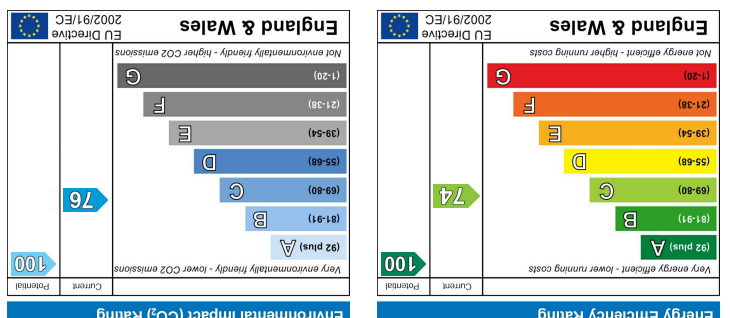 Energy Efficiency Rating
Current
Potential
Very energy efficient - lower running costs
(92 plus) A
(81-91) B
(69-80) C
(55-68) D
(39-54) E
(21-38) F
(1-20) G
74
100
Not energy efficient - higher running costs
England & Wales
EU Directive
2002/91/EC
Environmental Impact (CO₂) Rating
Current
Potential
Very environmentally friendly - lower CO2 emissions
(92 plus) A
(81-91) B
(69-80) C
(55-68) D
(39-54) E
(21-38) F
(1-20) G
76
100
Not environmentally friendly - higher CO2 emissions
England & Wales
EU Directive
2002/91/EC